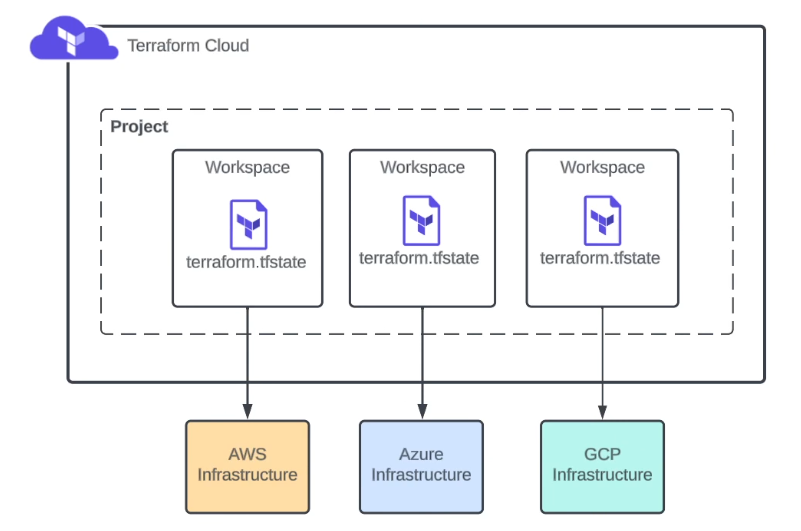 Terraform Cloud
Project
Workspace
terraform.tfstate
Workspace
terraform.tfstate
Workspace
terraform.tfstate
AWS
Infrastructure
Azure
Infrastructure
GCP
Infrastructure